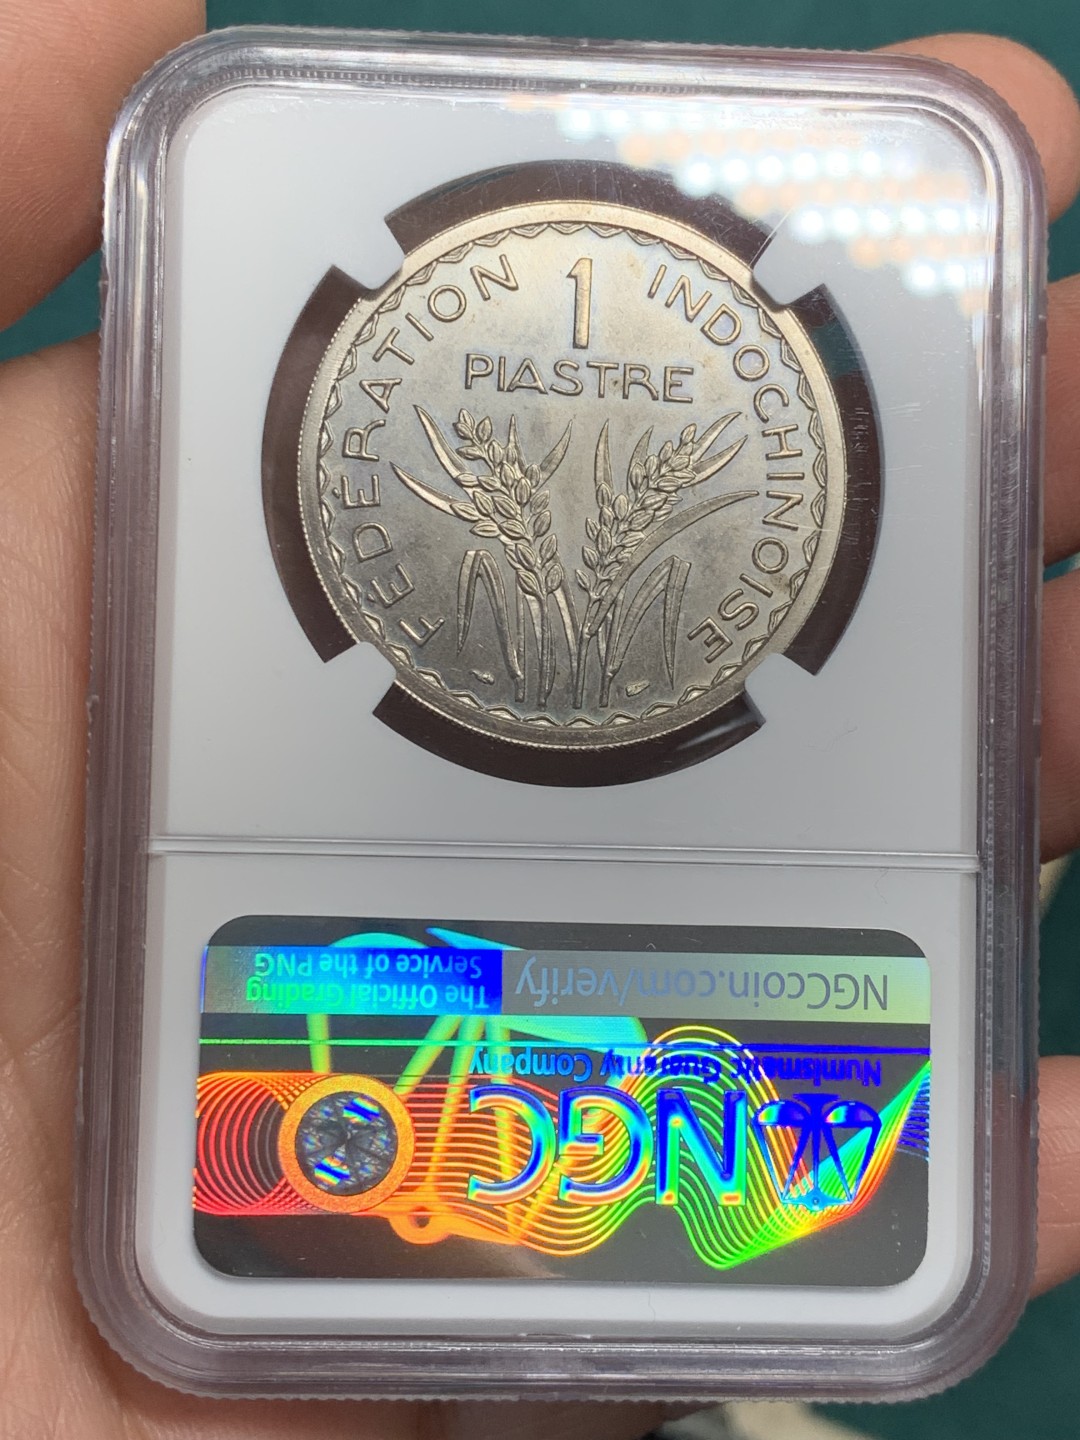 FÉDÉRATION INDOCHINOISE
1
PIASTRE
NGCcoin.com/verify
The Official Grading
Service of the PNG
Numismatic Guaranty Company
NGC